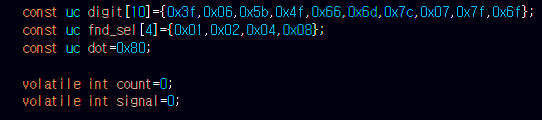 const uc digit[10]={0x3f,0x06,0x5b,0x4f,0x66,0x6d,0x7c,0x07,0x7f,0x6f};
const uc fnd_sel[4]={0x01,0x02,0x04,0x08};
const uc dot=0x80;
volatile int count=0;
volatile int signal=0;